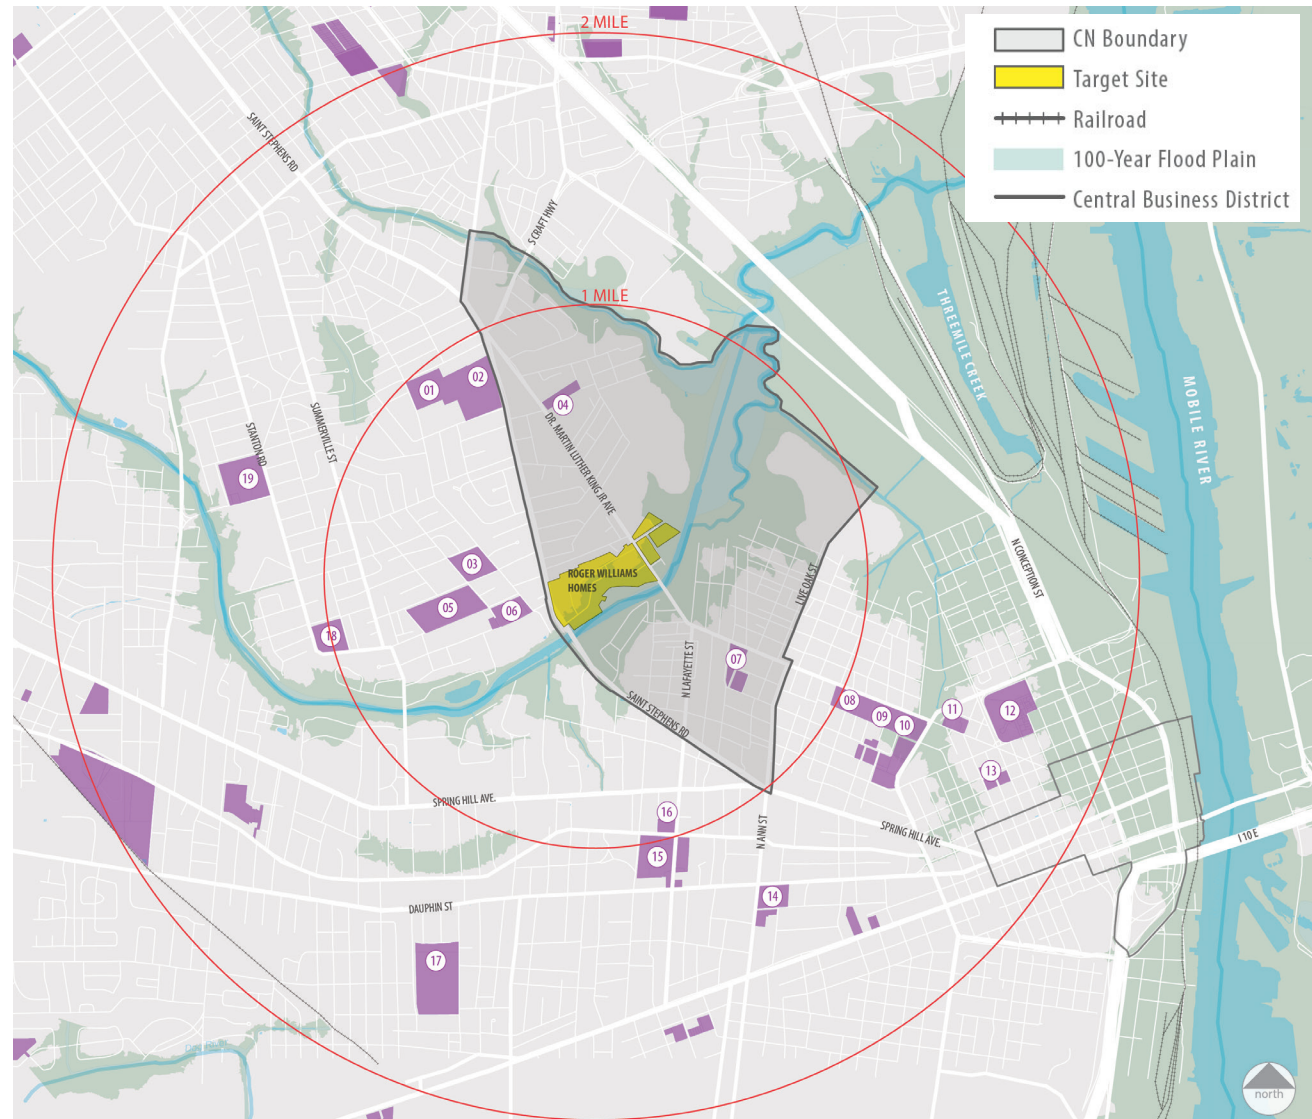 2 MILE
CN Boundary
Target Site
Railroad
100-Year Flood Plain
Central Business District
SAINT STEPHENS RD
S CRAFT HWY
1 MILE
THREEMILE CREEK
MOBILE RIVER
01
02
04
SUMMERVILLE ST
STANTON RD
DR. MARTIN LUTHER KING JR AVE
19
N CONCEPTION ST
03
ROGER WILLIAMS
HOMES
LIVE OAK ST
05
06
18
N LAFAYETTE ST
07
SAINT STEPHENS RD
08
09
10
11
12
13
SPRING HILL AVE.
16
N ANN ST
SPRING HILL AVE.
I 10 E
15
14
DAUPHIN ST
17
north